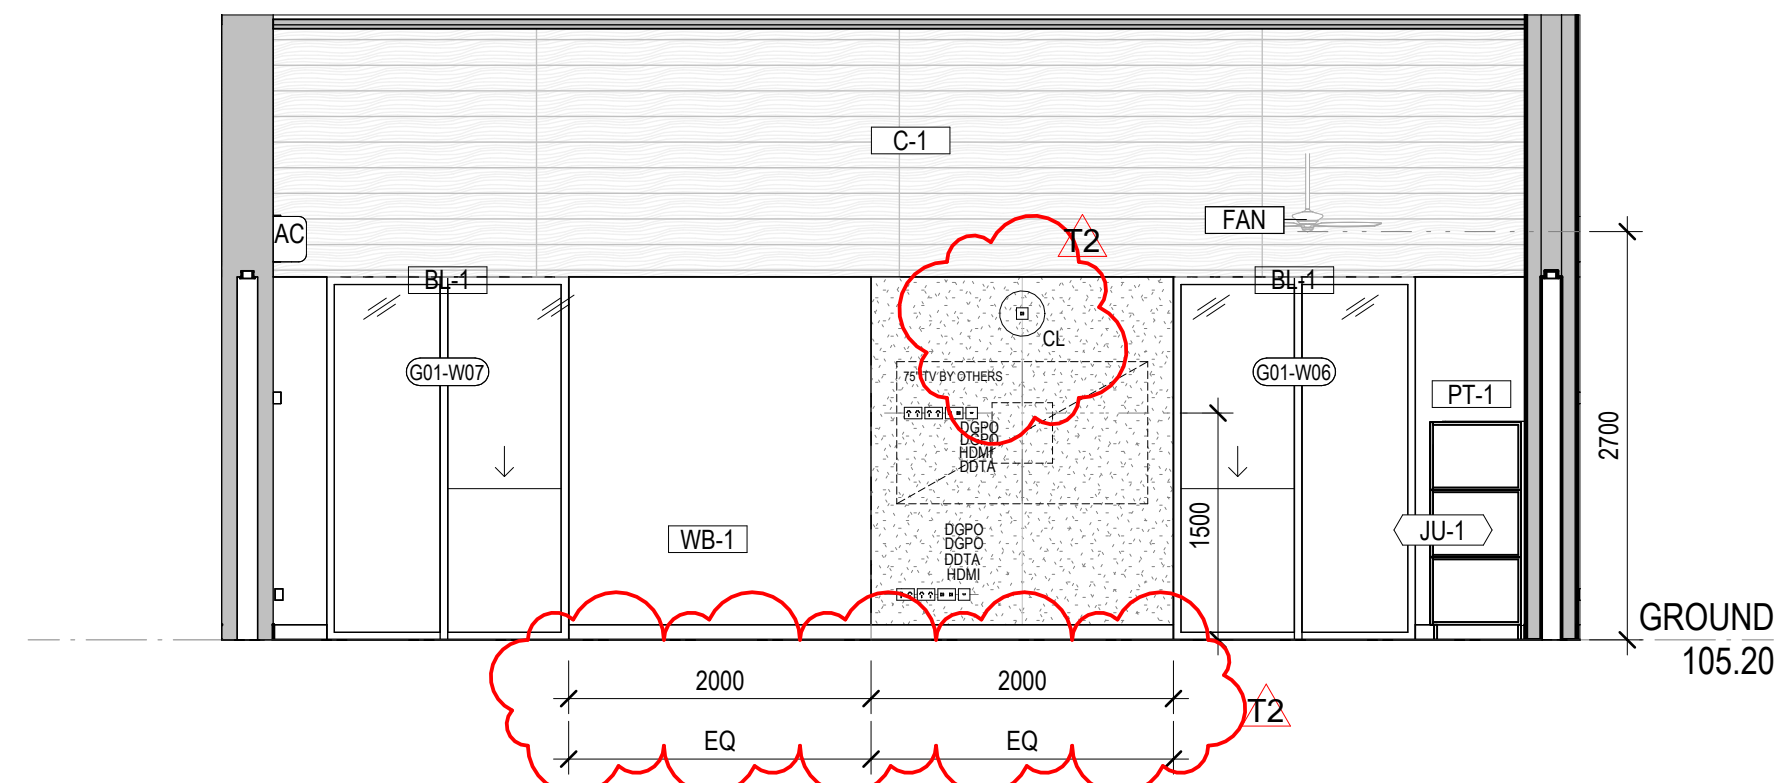 C-1
T2
FAN
AC
BL-1
BL-1
CL
G01-W07
75" TV BY OTHERS
G01-W06
PT-1
2700
DGPO
DGPO
HDMI
DDTA
1500
WB-1
DGPO
DGPO
DDTA
HDMI
JU-1
GROUND
105.20
2000
2000
T2
EQ
EQ